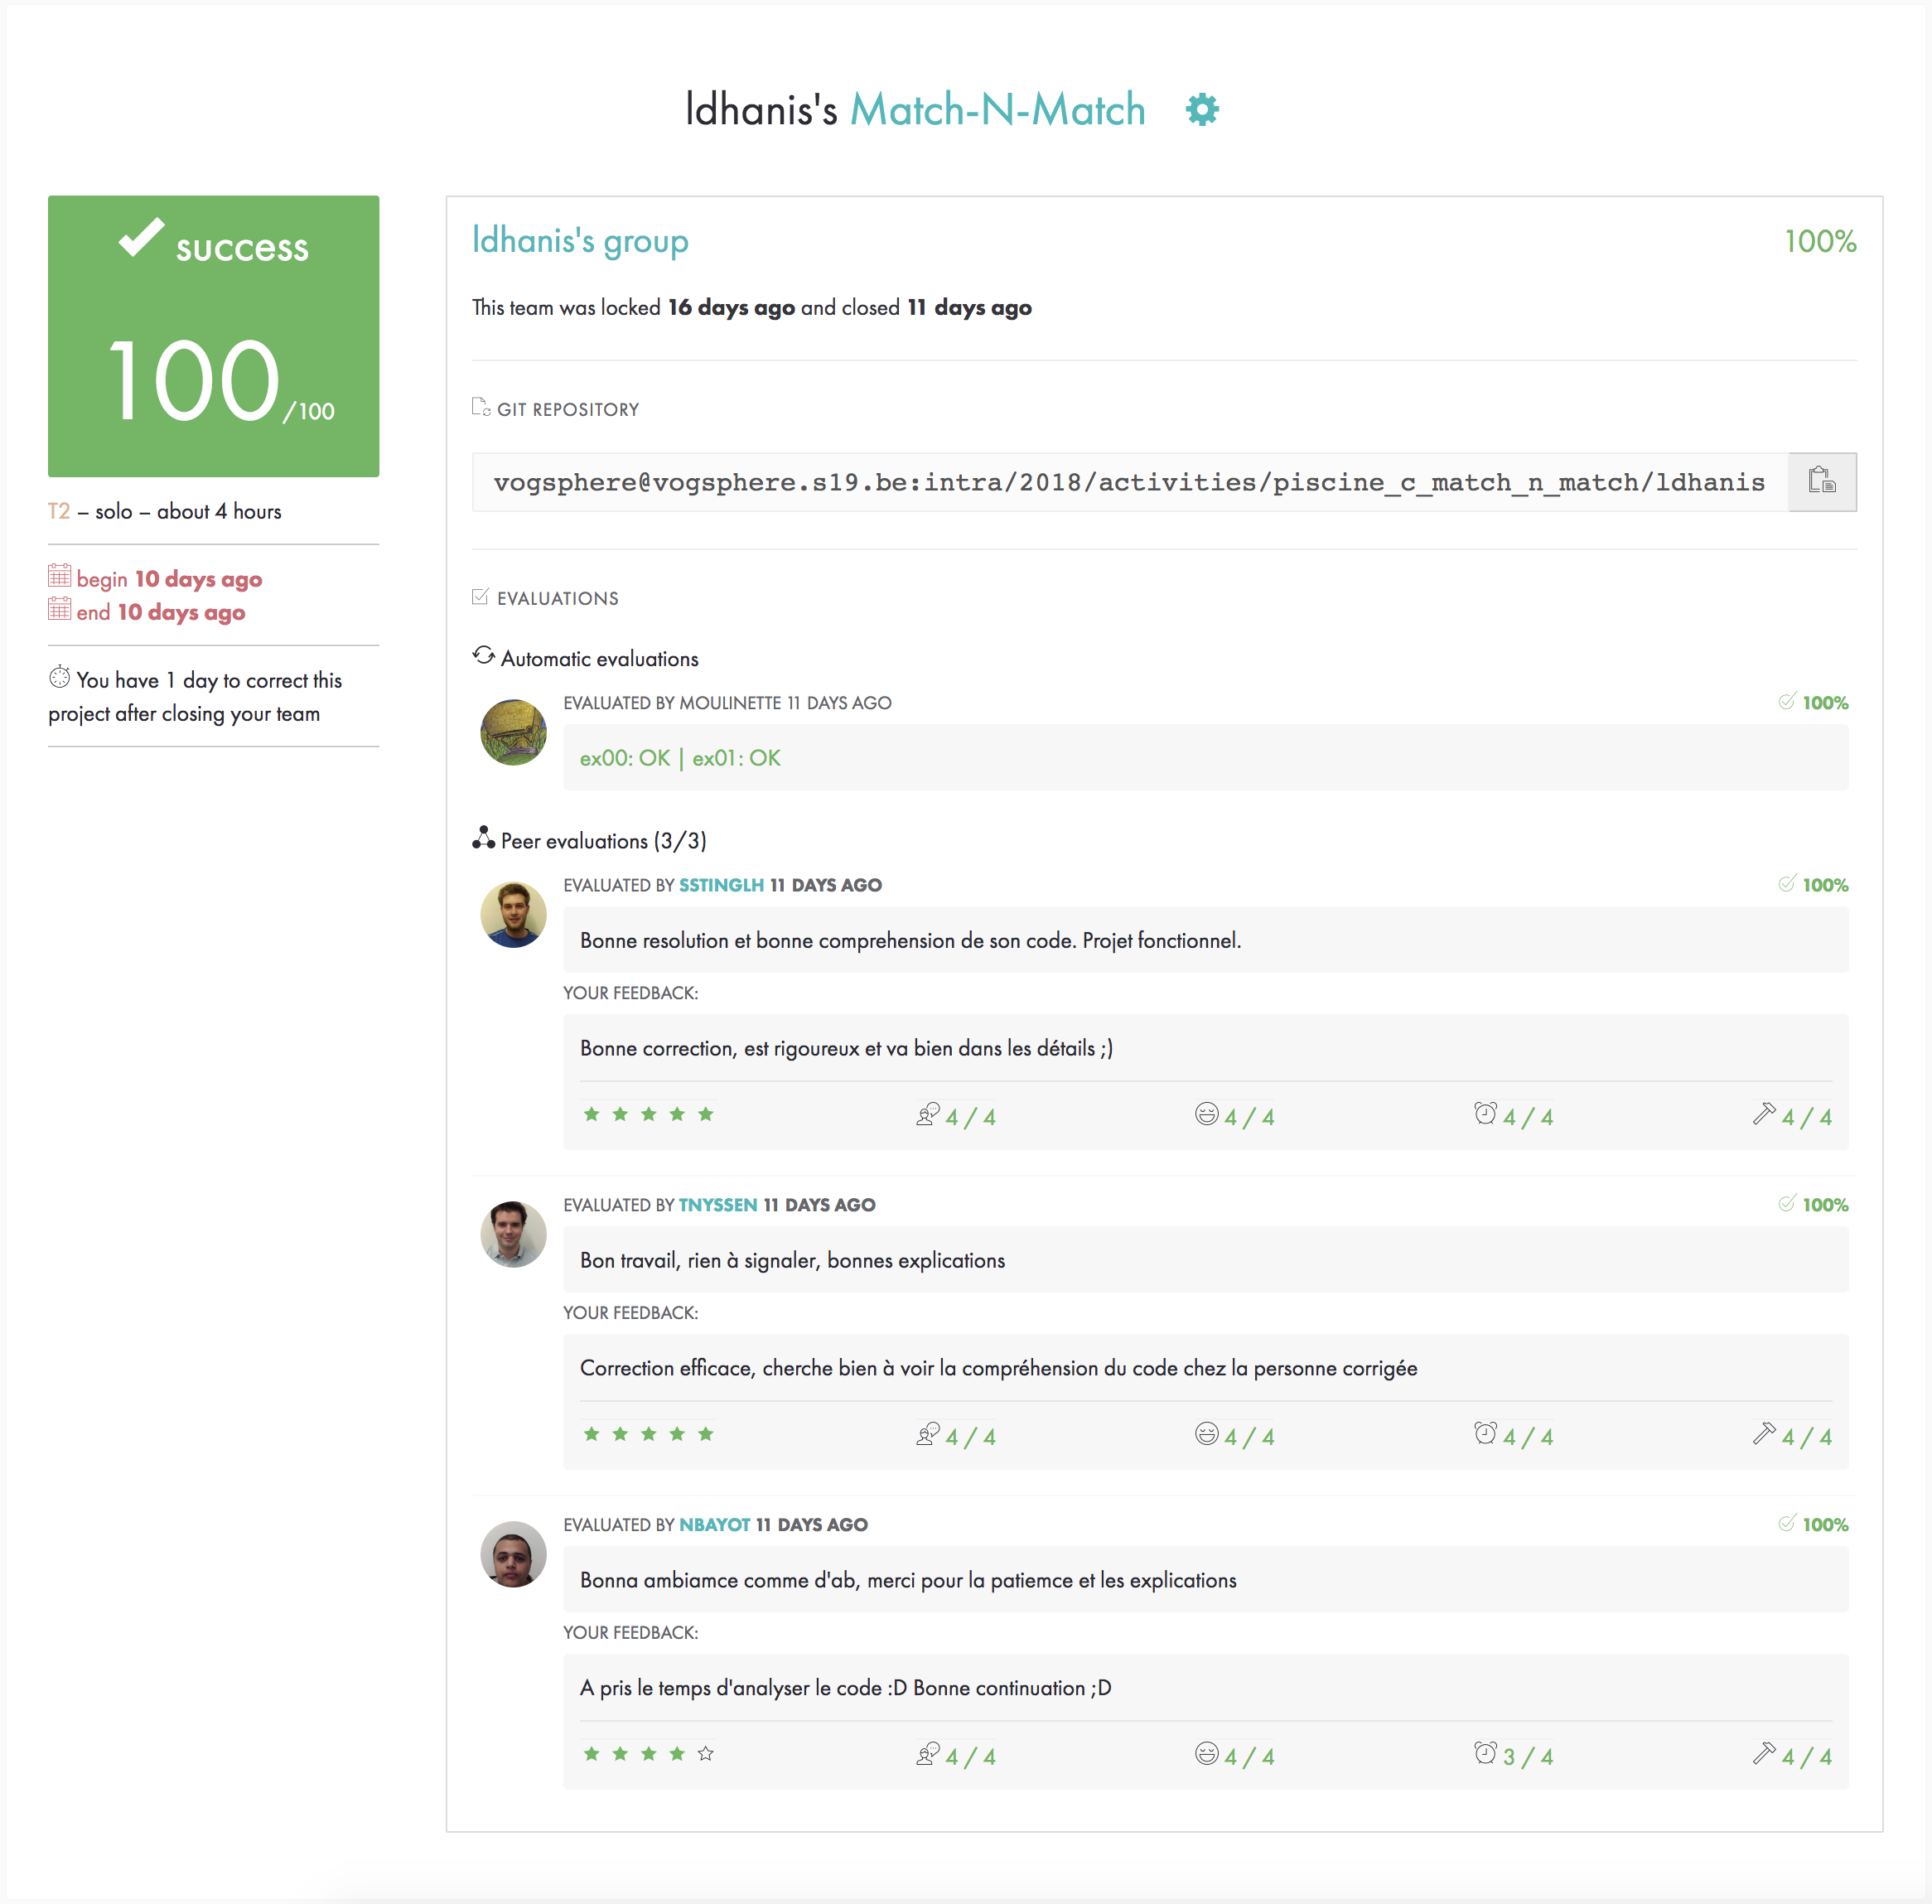 ldhanis's Match-N-Match
success
100/100
T2 – solo – about 4 hours
begin 10 days ago
end 10 days ago
You have 1 day to correct this
project after closing your team
ldhanis's group 100%
This team was locked 16 days ago and closed 11 days ago
GIT REPOSITORY
vogsphere@vogsphere.s19.be:intra/2018/activities/piscine_c_match_n_match/ldhanis
EVALUATIONS
Automatic evaluations
EVALUATED BY MOULINETTE 11 DAYS AGO 100%
ex00: OK | ex01: OK
Peer evaluations (3/3)
EVALUATED BY SSTINGLH 11 DAYS AGO 100%
Bonne resolution et bonne comprehension de son code. Projet fonctionnel.
YOUR FEEDBACK:
Bonne correction, est rigoureux et va bien dans les détails ;)
4 / 4 4 / 4 4 / 4 4 / 4
EVALUATED BY TNYSSEN 11 DAYS AGO 100%
Bon travail, rien à signaler, bonnes explications
YOUR FEEDBACK:
Correction efficace, cherche bien à voir la compréhension du code chez la personne corrigée
4 / 4 4 / 4 4 / 4 4 / 4
EVALUATED BY NBAYOT 11 DAYS AGO 100%
Bonna ambiamce comme d'ab, merci pour la patiemce et les explications
YOUR FEEDBACK:
A pris le temps d'analyser le code :D Bonne continuation ;D
4 / 4 4 / 4 3 / 4 4 / 4